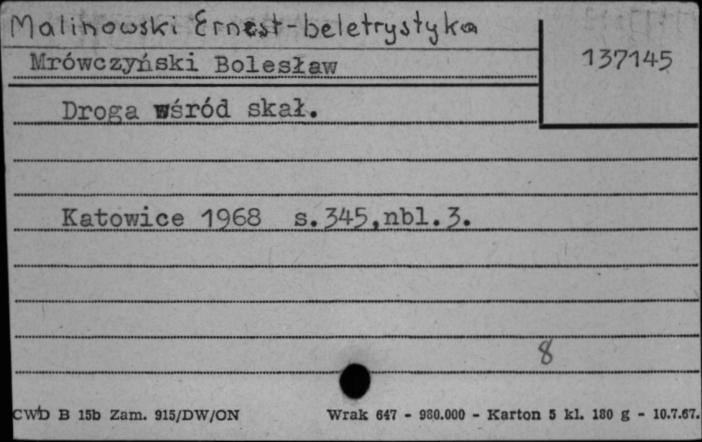 Malinowski Ernest-beletrystyka
Mrówczyński Bolesław
137145
Droga wśród skał.
Katowice 1968 s.345,nbl.3.
8
CWD B 15b Zam. 915/DW/ON Wrak 647 - 980.000 - Karton 5 kl. 180 g - 10.7.67.